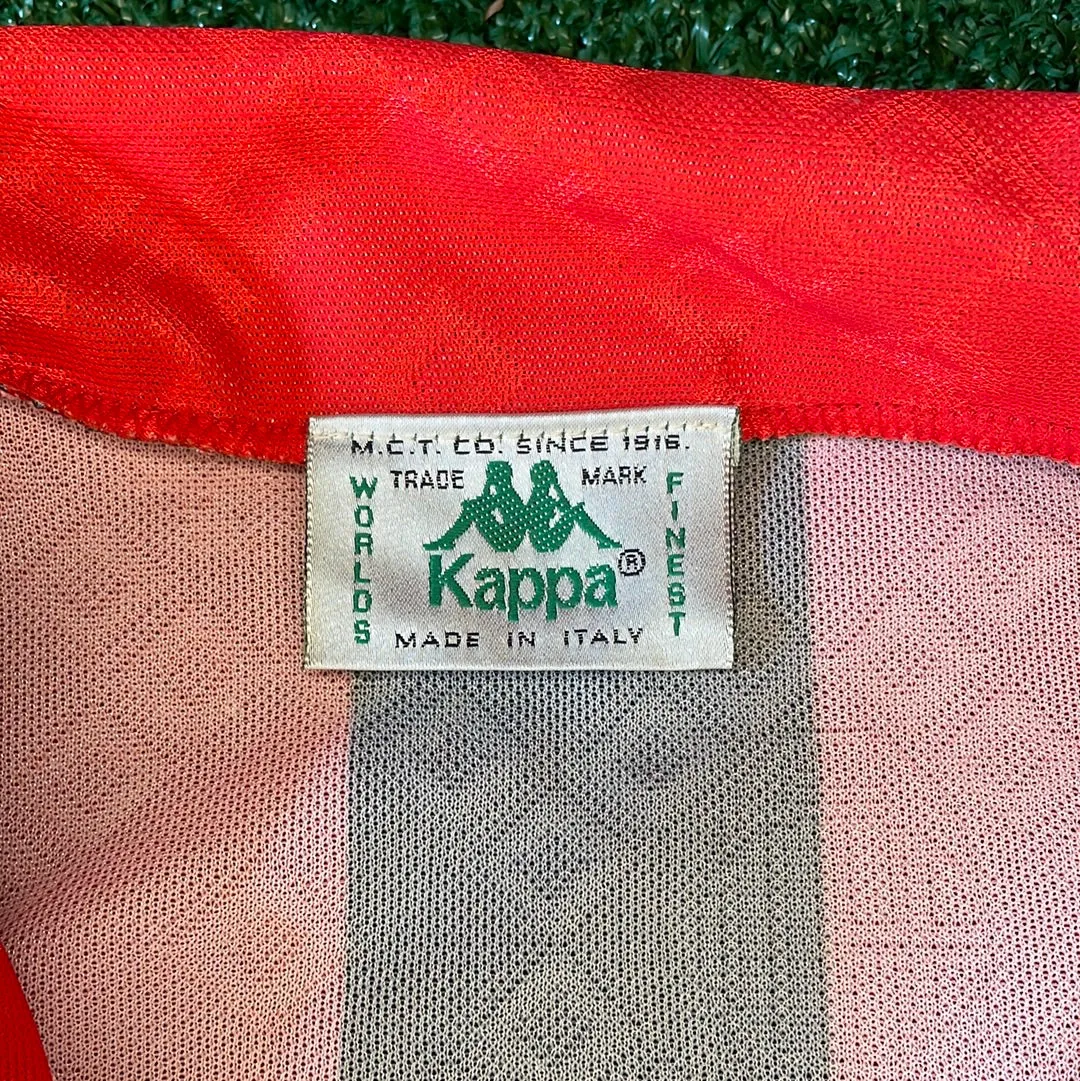 M.C.T. CO. SINCE 1916.
TRADE MARK
WORLDS
FINEST
Kappa®
MADE IN ITALY